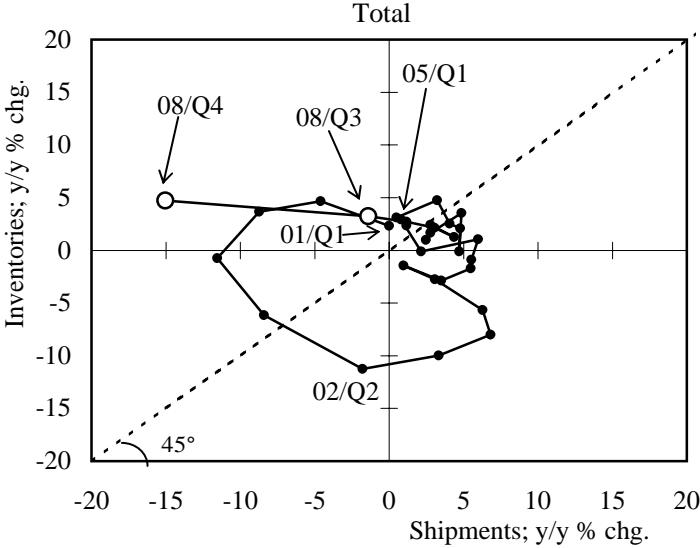 Total
Inventories; y/y % chg.
20
15
10
5
0
-5
-10
-15
-20
08/Q4
08/Q3
05/Q1
01/Q1
02/Q2
45°
-20 -15 -10 -5 0 5 10 15 20
Shipments; y/y % chg.